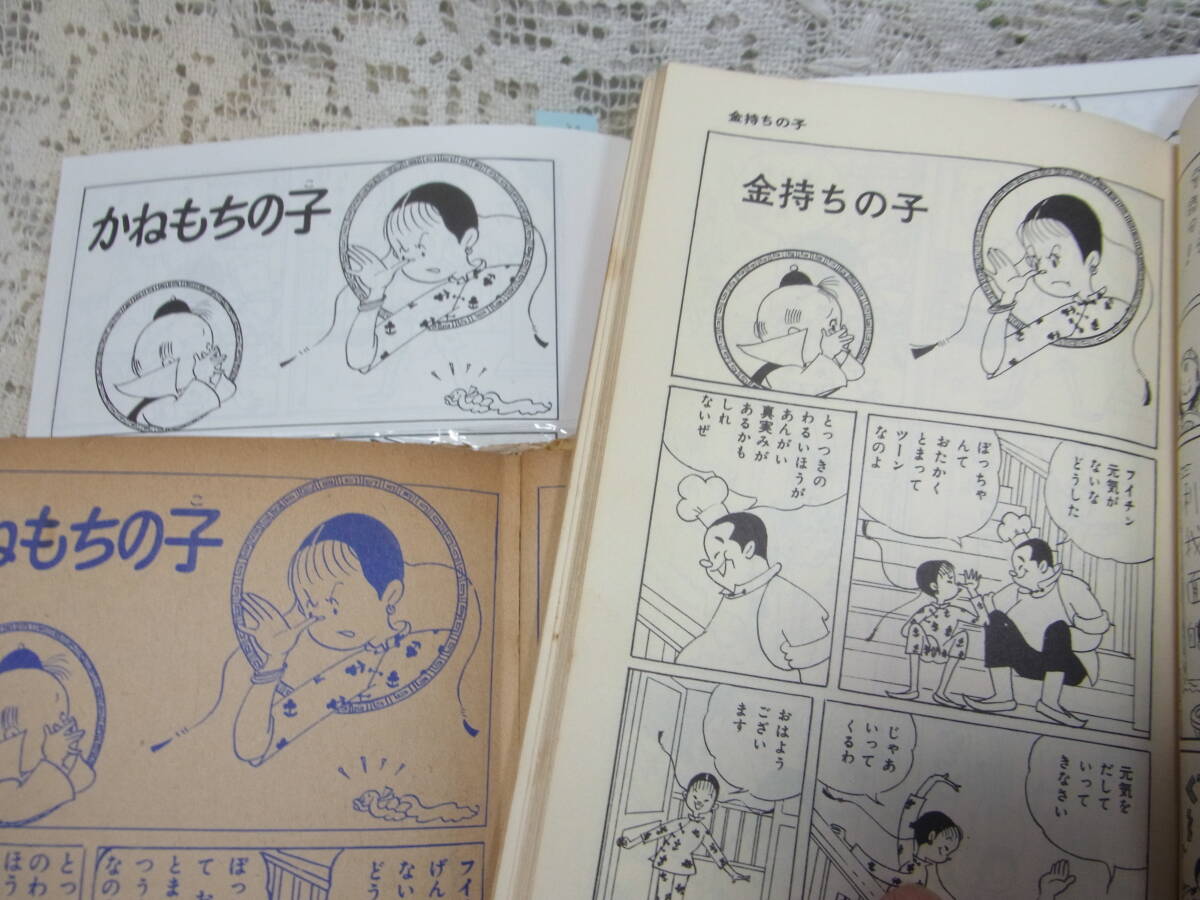 かねもちの子
こ
ねもちの子
こ
フイ
げん
ない
どう
ぽっ
て お
とま
つう
なの
とっ
のわ
ほう
金持ちの子
金持ちの子
フイチン
元気が
ないな
どうした
ぼっちゃ
んて
おたかく
とまって
ツーン
なのよ
とっつきの
わるいほうが
あんがい
真実みが
あるかも
しれ
ないぜ
元気を
だして
いって
きなさい
じゃあ
いって
くるわ
おはよう
ござい
ます